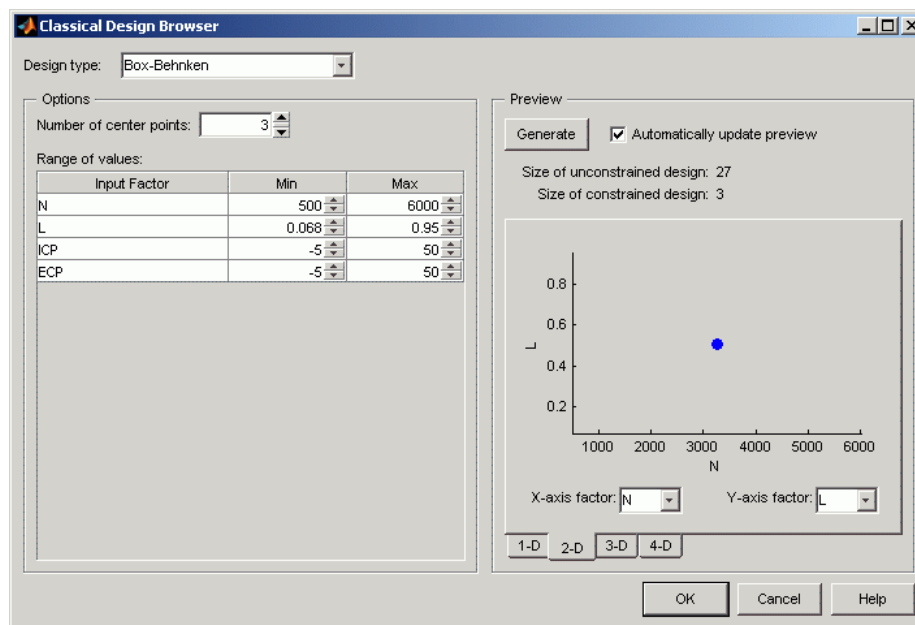 Classical Design Browser
Design type: Box-Behnken
Options
Number of center points: 3
Range of values:
Input Factor Min Max
N 500 6000
L 0.068 0.95
ICP -5 50
ECP -5 50
Preview
Generate Automatically update preview
Size of unconstrained design: 27
Size of constrained design: 3
0.8
0.6
0.4
0.2
L
1000 2000 3000 4000 5000 6000
N
X-axis factor: N Y-axis factor: L
1-D 2-D 3-D 4-D
OK Cancel Help